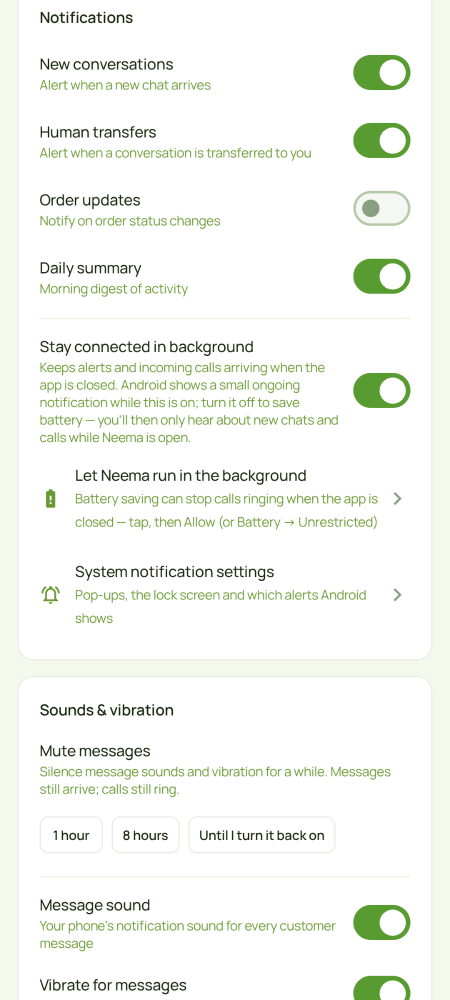 Notifications
New conversations
Alert when a new chat arrives
Human transfers
Alert when a conversation is transferred to you
Order updates
Notify on order status changes
Daily summary
Morning digest of activity
Stay connected in background
Keeps alerts and incoming calls arriving when the
app is closed. Android shows a small ongoing
notification while this is on; turn it off to save
battery — you'll then only hear about new chats and
calls while Neema is open.
Let Neema run in the background
Battery saving can stop calls ringing when the app is
closed — tap, then Allow (or Battery → Unrestricted)
System notification settings
Pop-ups, the lock screen and which alerts Android
shows
Sounds & vibration
Mute messages
Silence message sounds and vibration for a while. Messages
still arrive; calls still ring.
1 hour
8 hours
Until I turn it back on
Message sound
Your phone's notification sound for every customer
message
Vibrate for messages